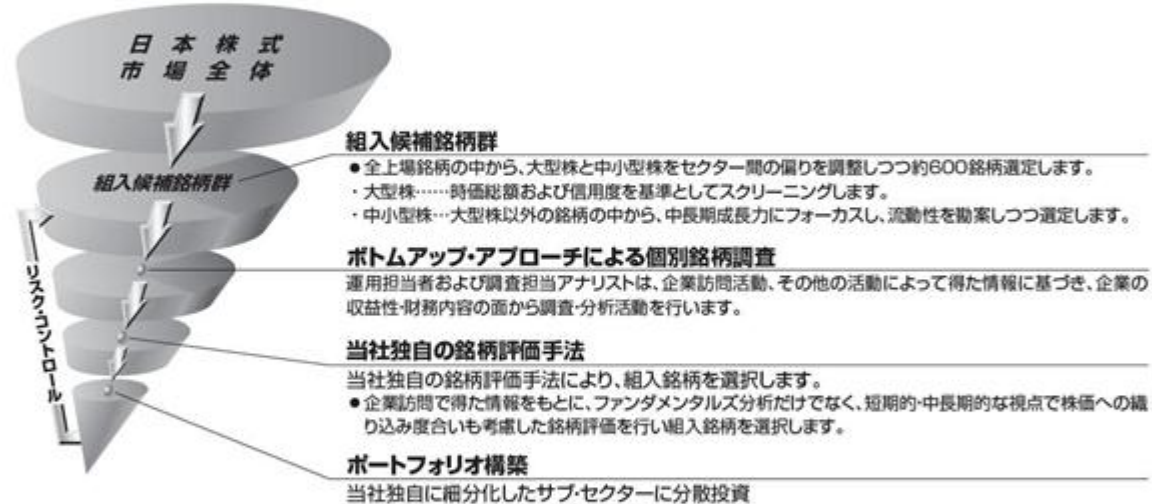 日本株式
市場全体
組入候補銘柄群
●全上場銘柄の中から、大型株と中小型株をセクター間の偏りを調整しつつ約600銘柄選定します。
・大型株……時価総額および信用度を基準としてスクリーニングします。
・中小型株…大型株以外の銘柄の中から、中長期成長力にフォーカスし、流動性を勘案しつつ選定します。
組入候補銘柄群
ボトムアップ・アプローチによる個別銘柄調査
運用担当者および調査担当アナリストは、企業訪問活動、その他の活動によって得た情報に基づき、企業の
収益性・財務内容の面から調査・分析活動を行います。
リスク・コントロール
当社独自の銘柄評価手法
当社独自の銘柄評価手法により、組入銘柄を選択します。
●企業訪問で得た情報をもとに、ファンダメンタルズ分析だけでなく、短期的・中長期的な視点で株価への織
り込み度合いも考慮した銘柄評価を行い組入銘柄を選択します。
ポートフォリオ構築
当社独自に細分化したサブ・セクターに分散投資